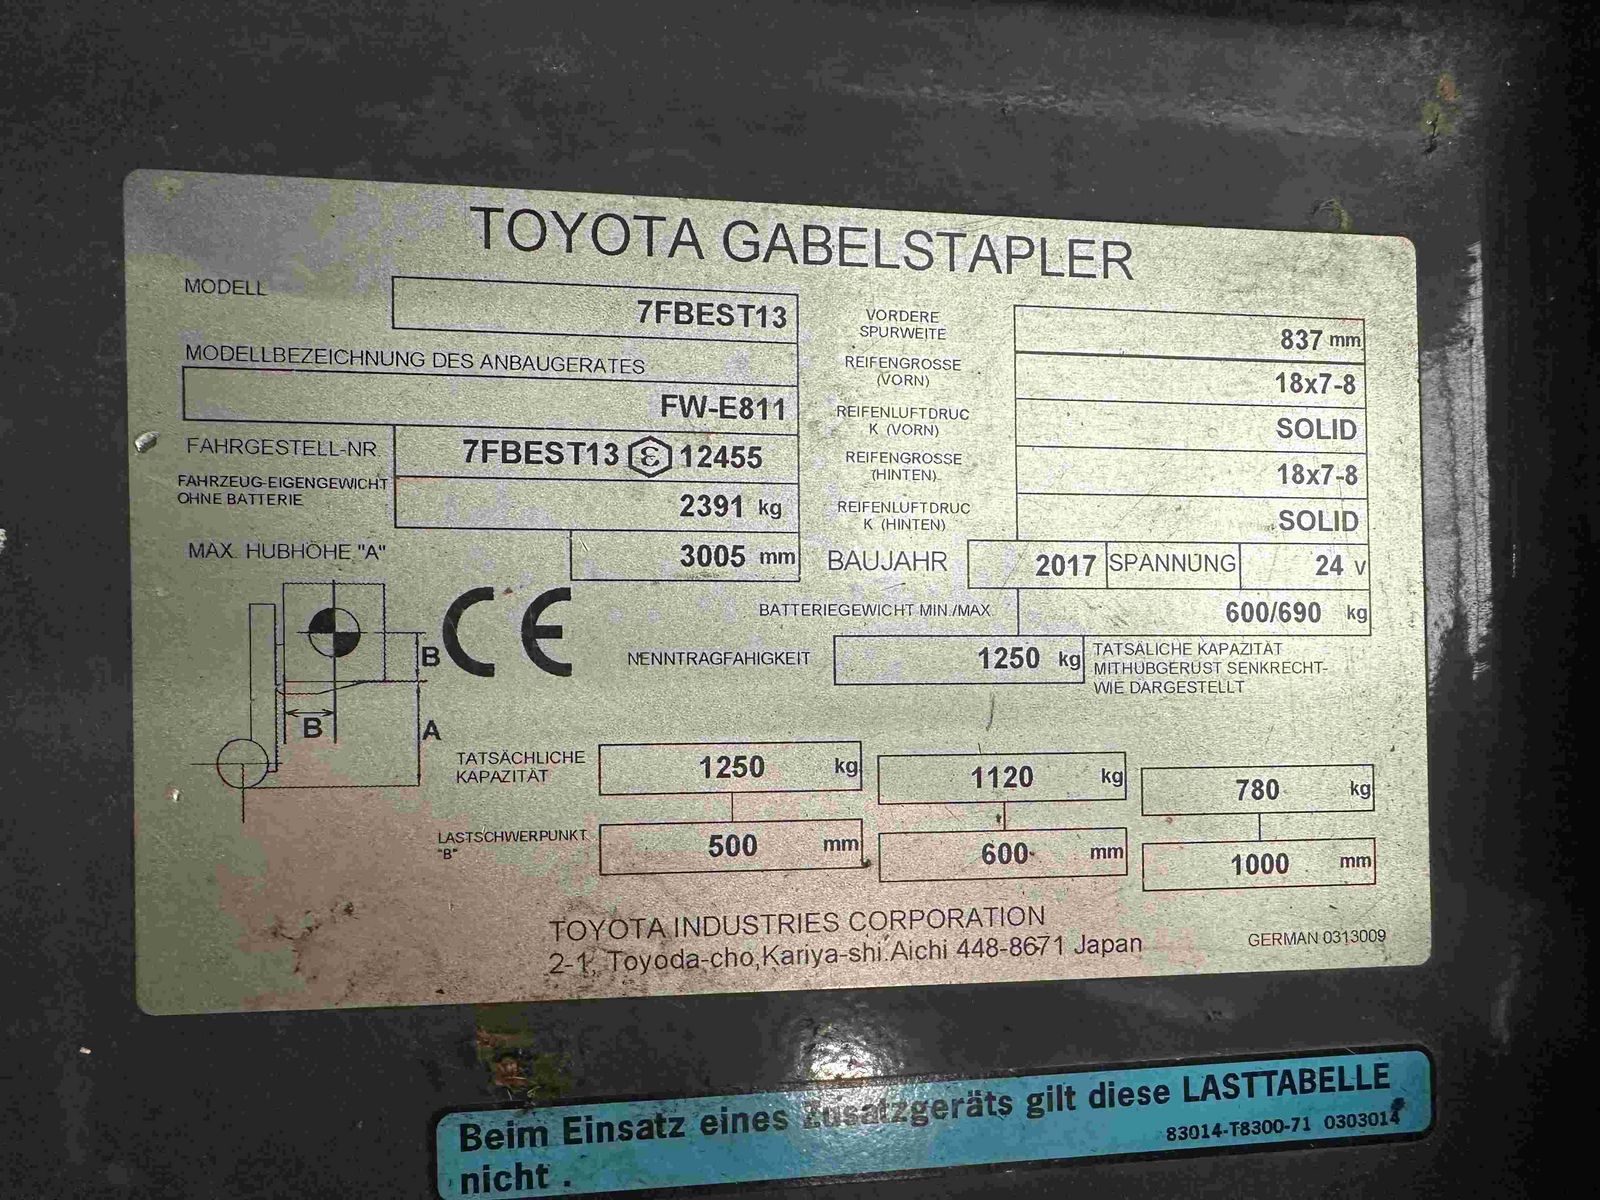 TOYOTA GABELSTAPLER
MODELL 7FBEST13
MODELLBEZEICHNUNG DES ANBAUGERATES
FW-E811
FAHRGESTELL-NR 7FBEST13 ε 12455
FAHRZEUG-EIGENGEWICHT
OHNE BATTERIE
2391 kg
MAX. HUBHÖHE "A" 3005 mm
VORDERE
SPURWEITE
837 mm
REIFENGROSSE
(VORN)
18x7-8
REIFENLUFTDRUC
K (VORN)
SOLID
REIFENGROSSE
(HINTEN)
18x7-8
REIFENLUFTDRUC
K (HINTEN)
SOLID
BAUJAHR 2017 SPANNUNG 24 V
BATTERIEGEWICHT MIN./MAX. 600/690 kg
CE
NENNTRAGFAHIGKEIT 1250 kg
TATSÄLICHE KAPAZITÄT
MITHUBGERÜST SENKRECHT-
WIE DARGESTELLT
B
B
A
TATSÄCHLICHE
KAPAZITÄT
1250 kg 1120 kg 780 kg
LASTSCHWERPUNKT
"B"
500 mm 600 mm 1000 mm
TOYOTA INDUSTRIES CORPORATION
2-1, Toyoda-cho,Kariya-shi.Aichi 448-8671 Japan
GERMAN 0313009
Beim Einsatz eines Zusatzgeräts gilt diese LASTTABELLE
nicht .
83014-T8300-71 0303014